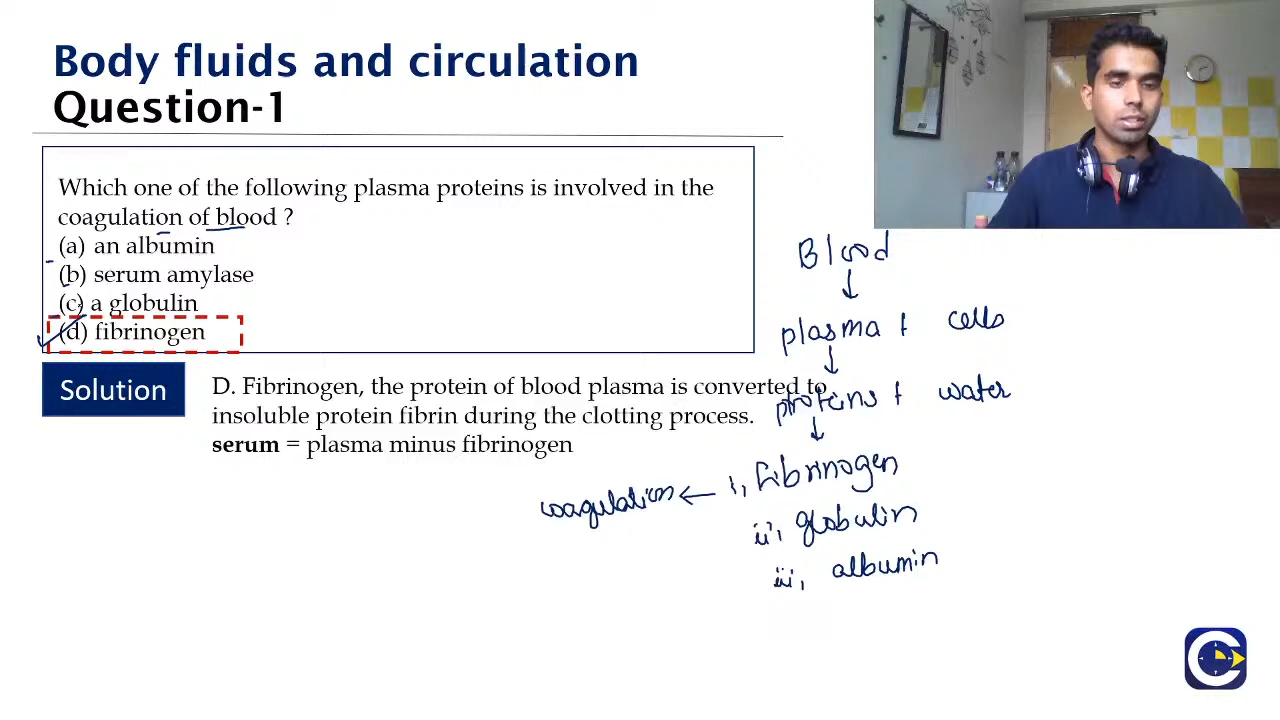 Body fluids and circulation
Question-1
Which one of the following plasma proteins is involved in the
coagulation of blood ?
(a) an albumin
(b) serum amylase
(c) a globulin
(d) fibrinogen
Solution
D. Fibrinogen, the protein of blood plasma is converted to
insoluble protein fibrin during the clotting process.
serum = plasma minus fibrinogen
Blood
↓
plasma + cells
↓
proteins + water
↓
coagulation ← i, fibrinogen
ii, globulin
iii, albumin